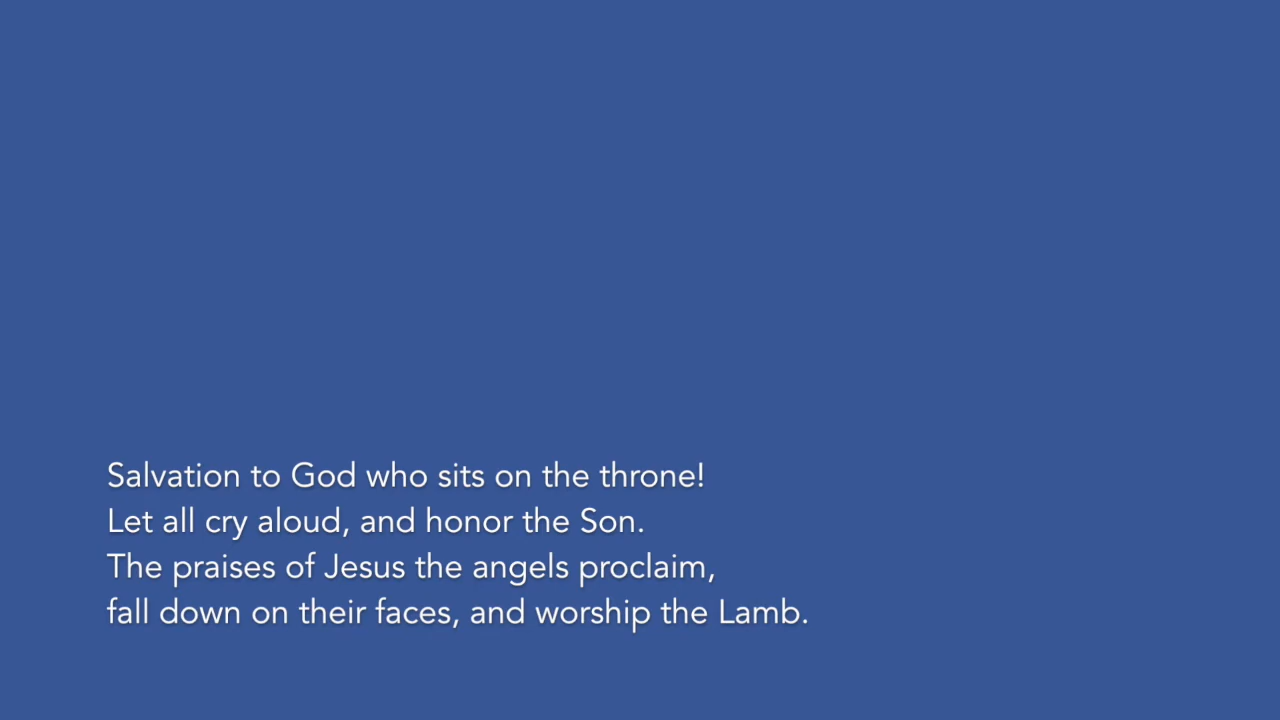 Salvation to God who sits on the throne!
Let all cry aloud, and honor the Son.
The praises of Jesus the angels proclaim,
fall down on their faces, and worship the Lamb.